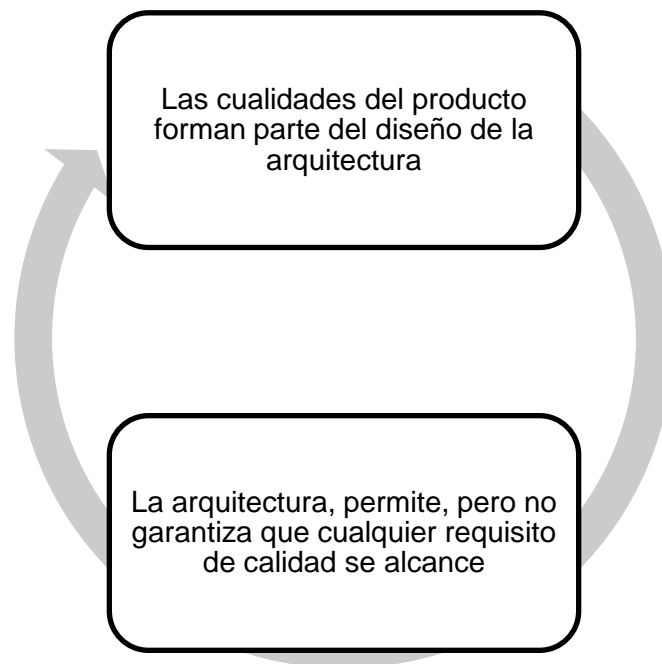 Las cualidades del producto
forman parte del diseño de la
arquitectura
La arquitectura, permite, pero no
garantiza que cualquier requisito
de calidad se alcance